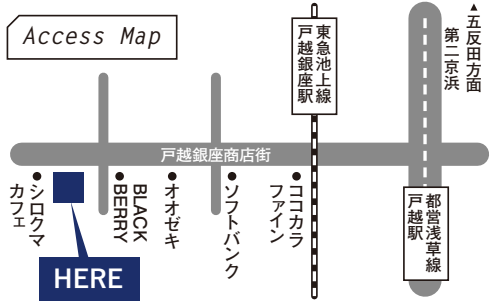 Access Map
▲五反田方面
第二京浜
東急池上線
戸越銀座駅
戸越銀座商店街
シロクマ
カフェ
BLACK
BERRY
オオゼキ
ソフトバンク
ココカラ
ファイン
都営浅草線
戸越駅
HERE